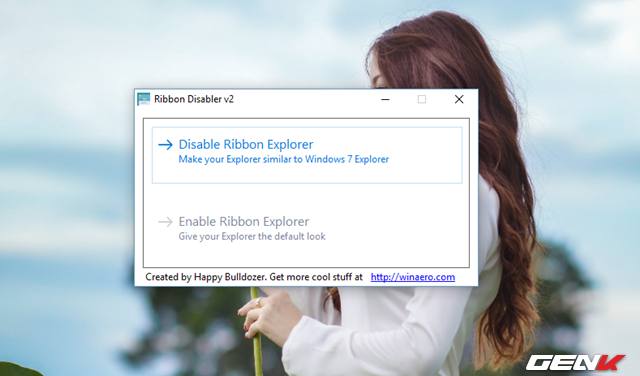 Ribbon Disabler v2
Disable Ribbon Explorer
Make your Explorer similar to Windows 7 Explorer
Enable Ribbon Explorer
Give your Explorer the default look
Created by Happy Bulldozer. Get more cool stuff at http://winaero.com
GENK